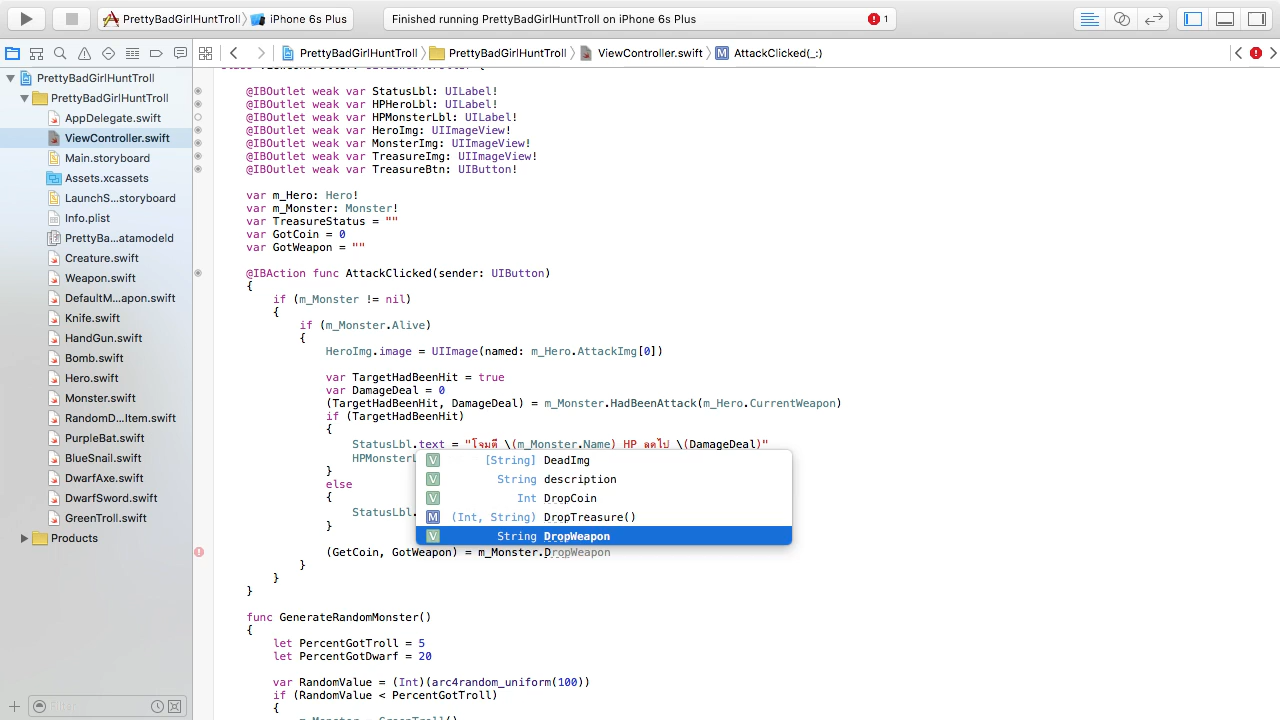 PrettyBadGirlHuntTroll iPhone 6s Plus Finished running PrettyBadGirlHuntTroll on iPhone 6s Plus 1
PrettyBadGirlHuntTroll PrettyBadGirlHuntTroll ViewController.swift M AttackClicked(_:)
PrettyBadGirlHuntTroll
PrettyBadGirlHuntTroll
AppDelegate.swift
ViewController.swift
Main.storyboard
Assets.xcassets
LaunchS...storyboard
Info.plist
PrettyBa...atamodeld
Creature.swift
Weapon.swift
DefaultM...apon.swift
Knife.swift
HandGun.swift
Bomb.swift
Hero.swift
Monster.swift
RandomD...Item.swift
PurpleBat.swift
BlueSnail.swift
DwarfAxe.swift
DwarfSword.swift
GreenTroll.swift
Products
Filter
@IBOutlet weak var StatusLbl: UILabel!
@IBOutlet weak var HPHeroLbl: UILabel!
@IBOutlet weak var HPMonsterLbl: UILabel!
@IBOutlet weak var HeroImg: UIImageView!
@IBOutlet weak var MonsterImg: UIImageView!
@IBOutlet weak var TreasureImg: UIImageView!
@IBOutlet weak var TreasureBtn: UIButton!
var m_Hero: Hero!
var m_Monster: Monster!
var TreasureStatus = ""
var GotCoin = 0
var GotWeapon = ""
@IBAction func AttackClicked(sender: UIButton)
{
if (m_Monster != nil)
{
if (m_Monster.Alive)
{
HeroImg.image = UIImage(named: m_Hero.AttackImg[0])
var TargetHadBeenHit = true
var DamageDeal = 0
(TargetHadBeenHit, DamageDeal) = m_Monster.HadBeenAttack(m_Hero.CurrentWeapon)
if (TargetHadBeenHit)
{
StatusLbl.text = "โจมตี \(m_Monster.Name) HP ลดไป \(DamageDeal)"
HPMonsterL
}
else
{
StatusLbl.
}
V [String] DeadImg
V String description
V Int DropCoin
M (Int, String) DropTreasure()
V String DropWeapon
(GetCoin, GotWeapon) = m_Monster.DropWeapon
}
}
}
func GenerateRandomMonster()
{
let PercentGotTroll = 5
let PercentGotDwarf = 20
var RandomValue = (Int)(arc4random_uniform(100))
if (RandomValue < PercentGotTroll)
{